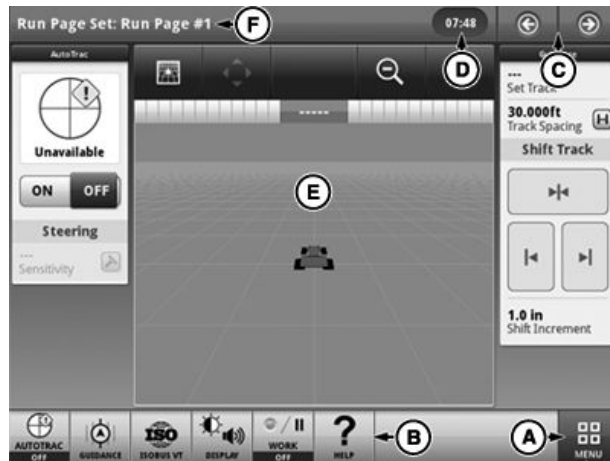 Run Page Set: Run Page #1
F
07:48
D
C
AutoTrac
Unavailable
ON OFF
Steering
---
Sensitivity
-----
E
---
Set Track
30.000ft
Track Spacing
H
Shift Track
1.0 in
Shift Increment
AUTOTRAC
OFF
GUIDANCE
ISO
ISOBUS VT
DISPLAY
WORK
OFF
?
HELP
B
A
MENU